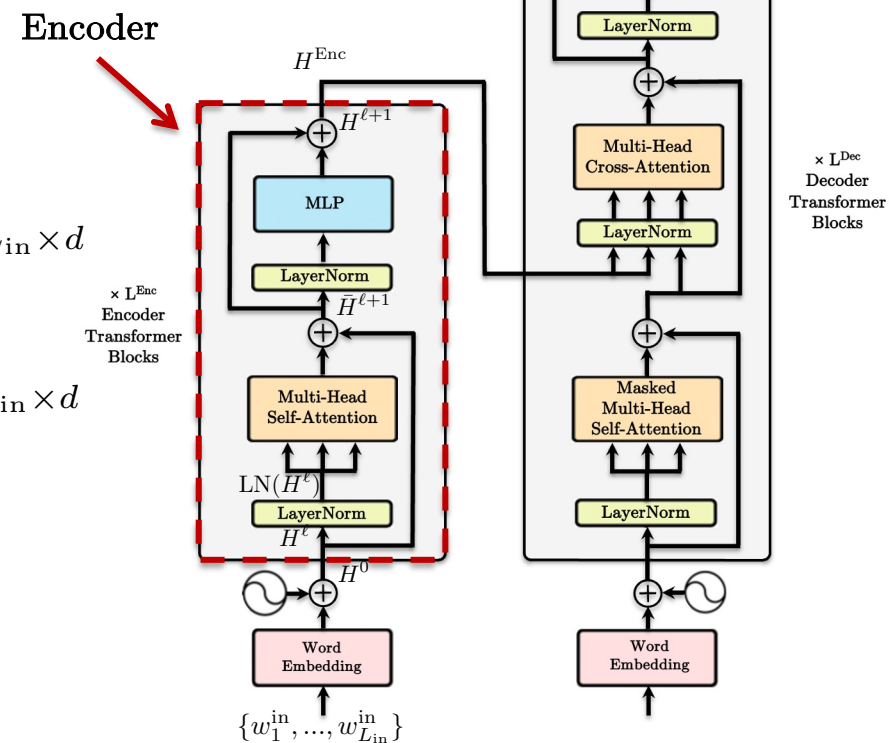 Encoder
H^Enc
H^{ℓ+1}
MLP
LayerNorm
H̄^{ℓ+1}
× L^Enc
Encoder
Transformer
Blocks
Multi-Head
Self-Attention
LN(H^ℓ)
LayerNorm
H^ℓ
H^0
Word
Embedding
{w_1^in, ..., w_{L_in}^in}
in × d
in × d
LayerNorm
Multi-Head
Cross-Attention
LayerNorm
× L^Dec
Decoder
Transformer
Blocks
Masked
Multi-Head
Self-Attention
LayerNorm
Word
Embedding